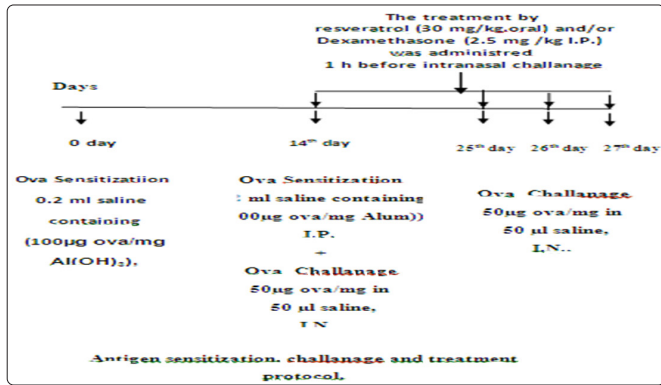 The treatment by
resveratrol (30 mg/kg.oral) and/or
Dexamethasone (2.5 mg /kg I.P.)
was administred
1 h before intranasal challanage
Days
0 day
14th day
25th day
26th day
27th day
Ova Sensitizatiion
0.2 ml saline
containing
(100µg ova/mg
Al(OH)₃),
Ova Sensitizatiion
ml saline containing
00µg ova/mg Alum))
I.P.
+
Ova Challanage
50µg ova/mg in
50 µl saline,
I.N
Ova Challanage
50µg ova/mg in
50 µl saline,
I,N..
Antigen sensitization. challanage and treatment
protocol,